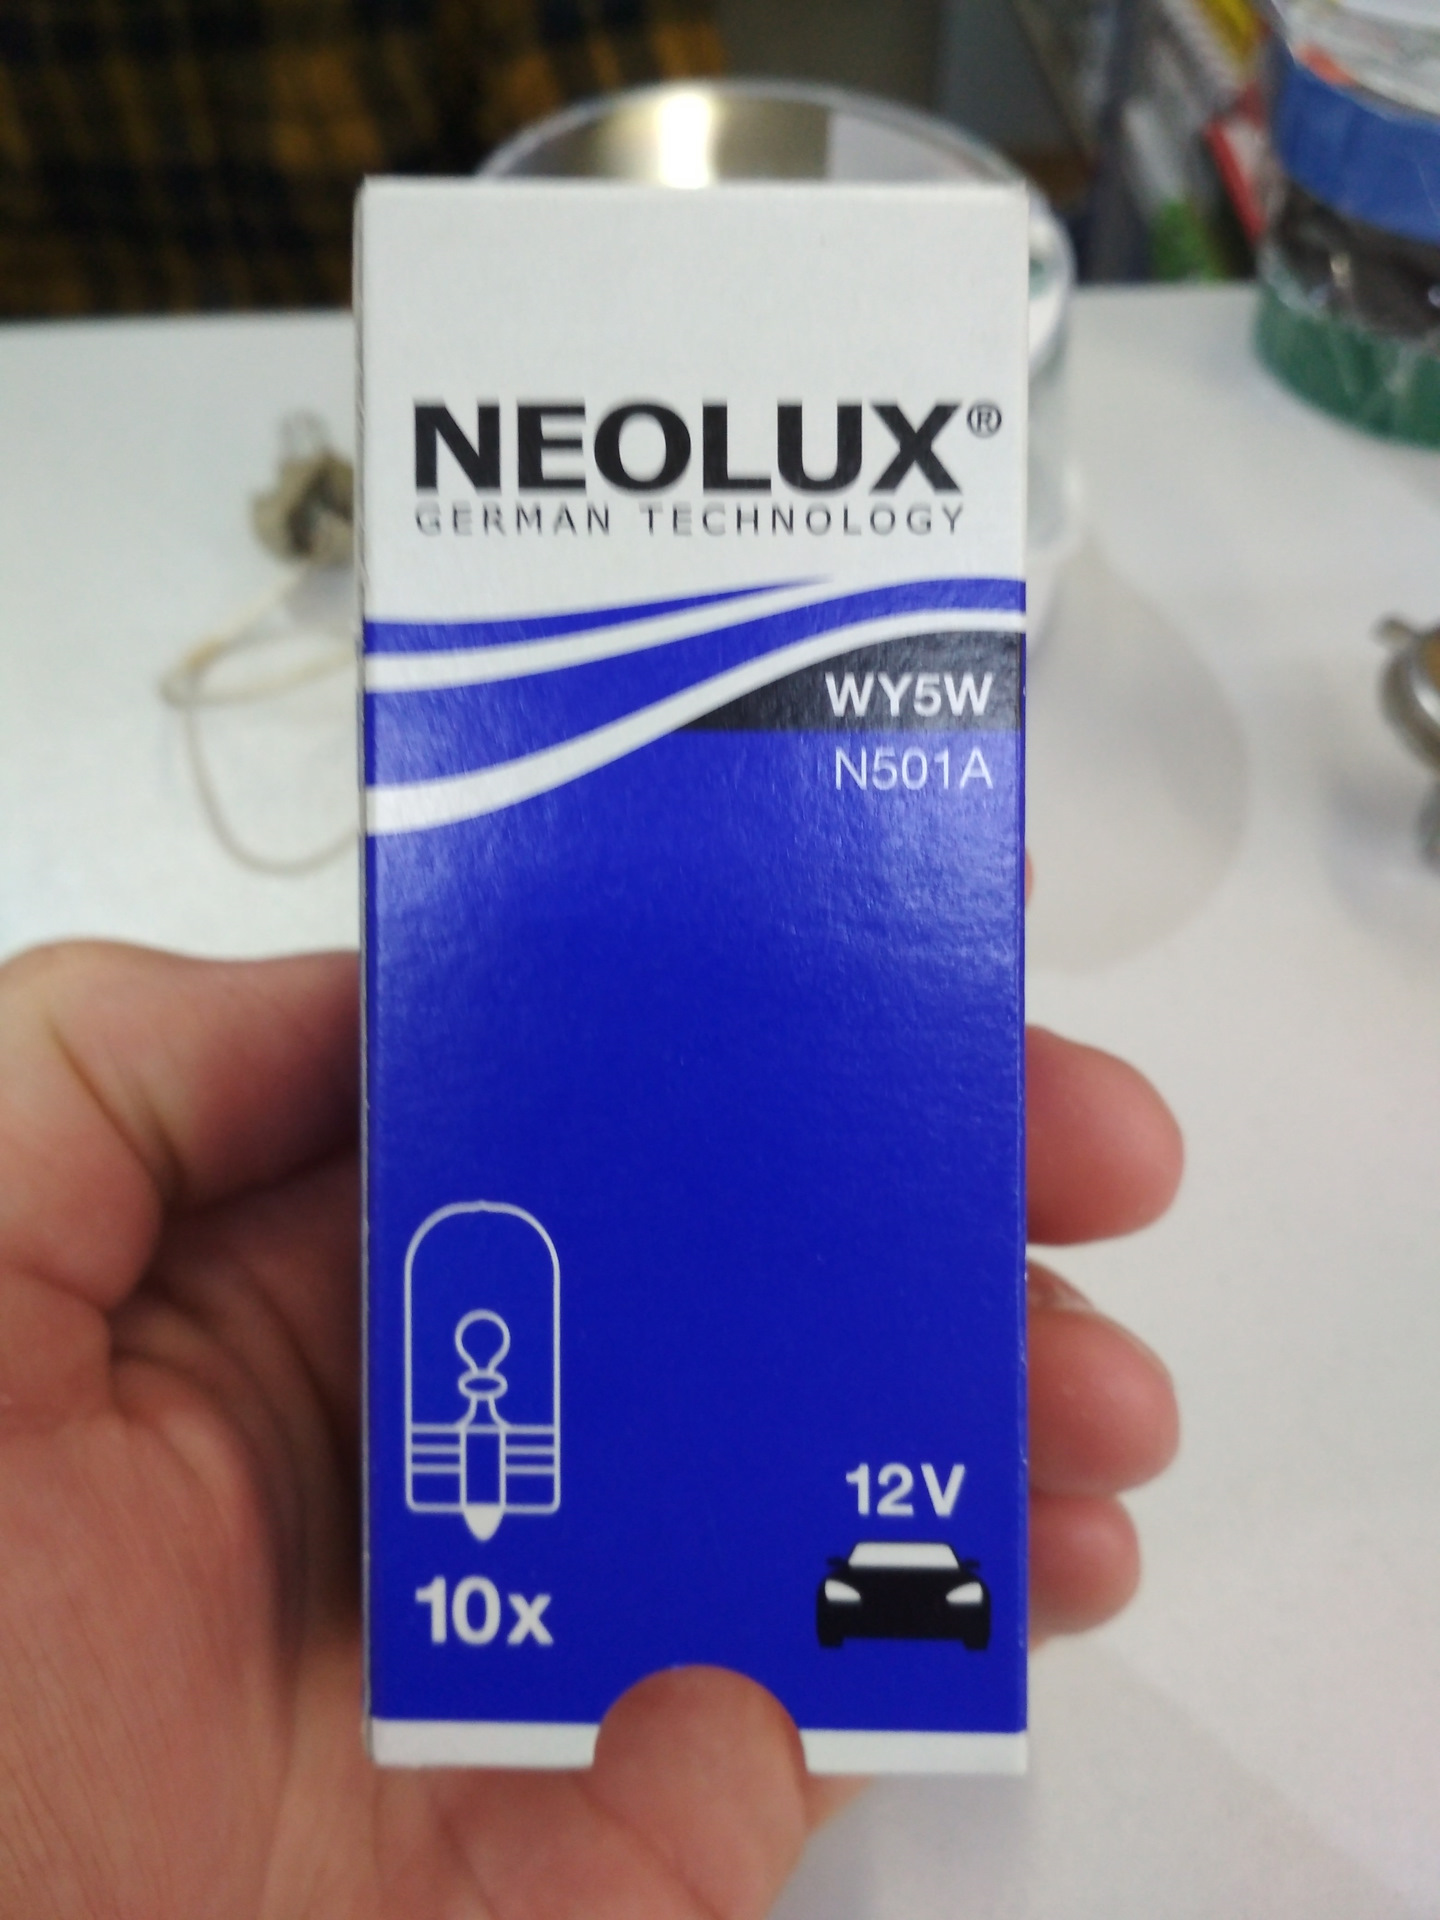 NEOLUX®
GERMAN TECHNOLOGY
WY5W
N501A
12V
10x